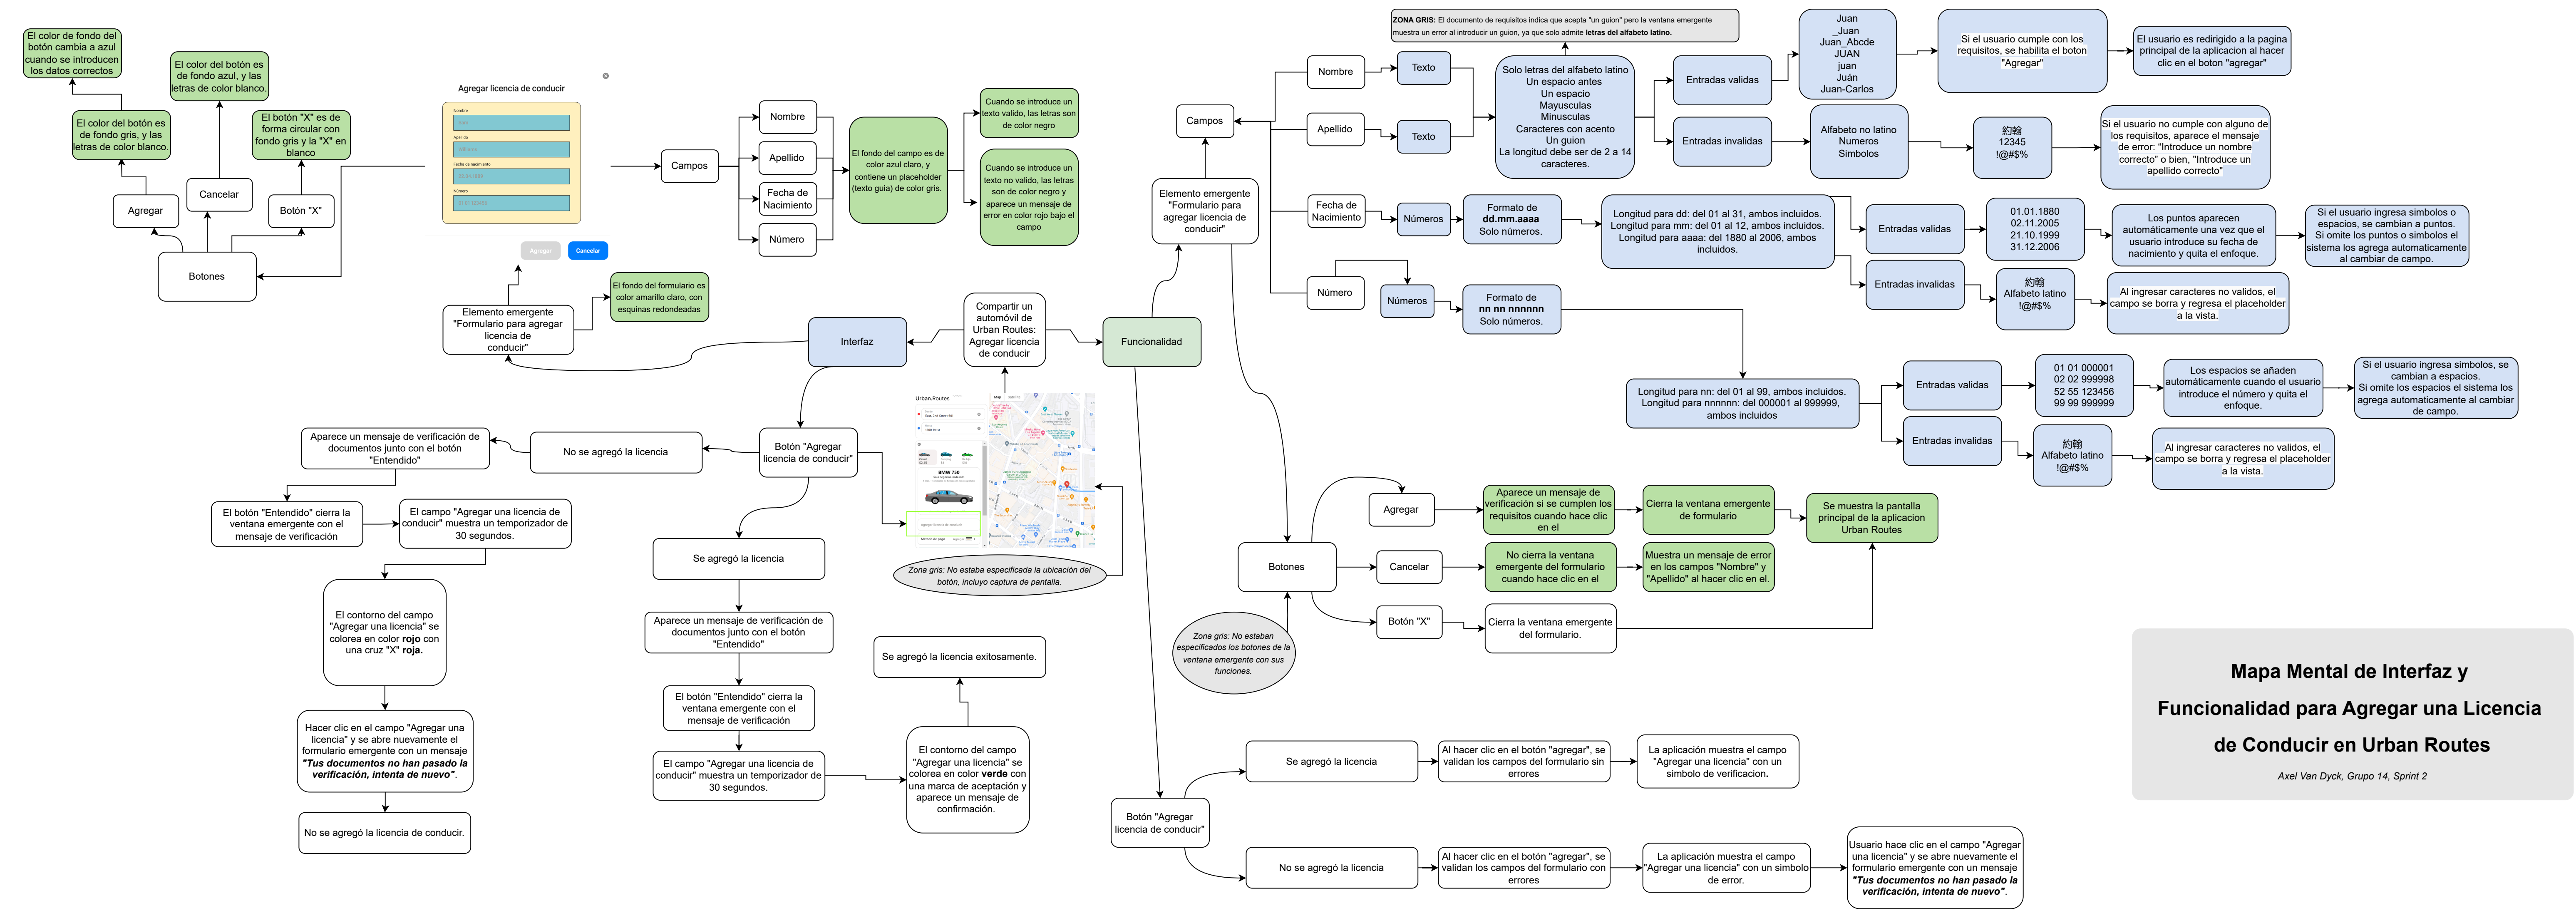 El color de fondo del
botón cambia a azul
cuando se introducen
los datos correctos
El color del botón es
de fondo azul, y las
letras de color blanco.
El color del botón es
de fondo gris, y las
letras de color blanco.
El botón "X" es de
forma circular con
fondo gris y la "X" en
blanco
Agregar
Cancelar
Botón "X"
Botones
Agregar licencia de conducir
Nombre
Apellido
Fecha de nacimiento
Número
Agregar
Cancelar
Elemento emergente
"Formulario para agregar
licencia de
conducir"
El fondo del formulario es
color amarillo claro, con
esquinas redondeadas
Campos
Nombre
Apellido
Fecha de
Nacimiento
Número
El fondo del campo es de
color azul claro, y
contiene un placeholder
(texto guia) de color gris.
Cuando se introduce un
texto valido, las letras son
de color negro
Cuando se introduce un
texto no valido, las letras
son de color negro y
aparece un mensaje de
error en color rojo bajo el
campo
Interfaz
Compartir un
automóvil de
Urban Routes:
Agregar licencia
de conducir
Funcionalidad
Urban.Routes
BMW 750
Botón "Agregar
licencia de conducir"
Zona gris: No estaba especificada la ubicación del
botón, incluyo captura de pantalla.
No se agregó la licencia
Aparece un mensaje de verificación de
documentos junto con el botón
"Entendido"
El botón "Entendido" cierra la
ventana emergente con el
mensaje de verificación
El campo "Agregar una licencia de
conducir" muestra un temporizador de
30 segundos.
El contorno del campo
"Agregar una licencia" se
colorea en color rojo con
una cruz "X" roja.
Hacer clic en el campo "Agregar una
licencia" y se abre nuevamente el
formulario emergente con un mensaje
"Tus documentos no han pasado la
verificación, intenta de nuevo".
No se agregó la licencia de conducir.
Se agregó la licencia
Aparece un mensaje de verificación de
documentos junto con el botón
"Entendido"
El botón "Entendido" cierra la
ventana emergente con el
mensaje de verificación
El campo "Agregar una licencia de
conducir" muestra un temporizador de
30 segundos.
El contorno del campo
"Agregar una licencia" se
colorea en color verde con
una marca de aceptación y
aparece un mensaje de
confirmación.
Se agregó la licencia exitosamente.
ZONA GRIS: El documento de requisitos indica que acepta "un guion" pero la ventana emergente
muestra un error al introducir un guion, ya que solo admite letras del alfabeto latino.
Campos
Elemento emergente
"Formulario para
agregar licencia de
conducir"
Nombre
Texto
Apellido
Texto
Solo letras del alfabeto latino
Un espacio antes
Un espacio
Mayusculas
Minusculas
Caracteres con acento
Un guion
La longitud debe ser de 2 a 14
caracteres.
Entradas validas
Juan
_Juan
Juan_Abcde
JUAN
juan
Juán
Juan-Carlos
Si el usuario cumple con los
requisitos, se habilita el boton
"Agregar"
El usuario es redirigido a la pagina
principal de la aplicacion al hacer
clic en el boton "agregar"
Entradas invalidas
Alfabeto no latino
Numeros
Simbolos
約翰
12345
!@#$%
Si el usuario no cumple con alguno de
los requisitos, aparece el mensaje
de error: "Introduce un nombre
correcto" o bien, "Introduce un
apellido correcto"
Fecha de
Nacimiento
Números
Formato de
dd.mm.aaaa
Solo números.
Longitud para dd: del 01 al 31, ambos incluidos.
Longitud para mm: del 01 al 12, ambos incluidos.
Longitud para aaaa: del 1880 al 2006, ambos
incluidos.
Entradas validas
01.01.1880
02.11.2005
21.10.1999
31.12.2006
Los puntos aparecen
automáticamente una vez que el
usuario introduce su fecha de
nacimiento y quita el enfoque.
Si el usuario ingresa simbolos o
espacios, se cambian a puntos.
Si omite los puntos o simbolos el
sistema los agrega automaticamente
al cambiar de campo.
Entradas invalidas
約翰
Alfabeto latino
!@#$%
Al ingresar caracteres no validos, el
campo se borra y regresa el placeholder
a la vista.
Número
Números
Formato de
nn nn nnnnnn
Solo números.
Longitud para nn: del 01 al 99, ambos incluidos.
Longitud para nnnnnn: del 000001 al 999999,
ambos incluidos
Entradas validas
01 01 000001
02 02 999998
52 55 123456
99 99 999999
Los espacios se añaden
automáticamente cuando el usuario
introduce el número y quita el
enfoque.
Si el usuario ingresa simbolos, se
cambian a espacios.
Si omite los espacios el sistema los
agrega automaticamente al cambiar
de campo.
Entradas invalidas
約翰
Alfabeto latino
!@#$%
Al ingresar caracteres no validos, el
campo se borra y regresa el placeholder
a la vista.
Botones
Agregar
Aparece un mensaje de
verificación si se cumplen los
requisitos cuando hace clic
en el
Cierra la ventana emergente
de formulario
Se muestra la pantalla
principal de la aplicacion
Urban Routes
Cancelar
No cierra la ventana
emergente del formulario
cuando hace clic en el
Muestra un mensaje de error
en los campos "Nombre" y
"Apellido" al hacer clic en el.
Botón "X"
Cierra la ventana emergente
del formulario.
Zona gris: No estaban
especificados los botones de la
ventana emergente con sus
funciones.
Botón "Agregar
licencia de conducir"
Se agregó la licencia
Al hacer clic en el botón "agregar", se
validan los campos del formulario sin
errores
La aplicación muestra el campo
"Agregar una licencia" con un
simbolo de verificacion.
No se agregó la licencia
Al hacer clic en el botón "agregar", se
validan los campos del formulario con
errores
La aplicación muestra el campo
"Agregar una licencia" con un simbolo
de error.
Usuario hace clic en el campo "Agregar
una licencia" y se abre nuevamente el
formulario emergente con un mensaje
"Tus documentos no han pasado la
verificación, intenta de nuevo".
Mapa Mental de Interfaz y
Funcionalidad para Agregar una Licencia
de Conducir en Urban Routes
Axel Van Dyck, Grupo 14, Sprint 2